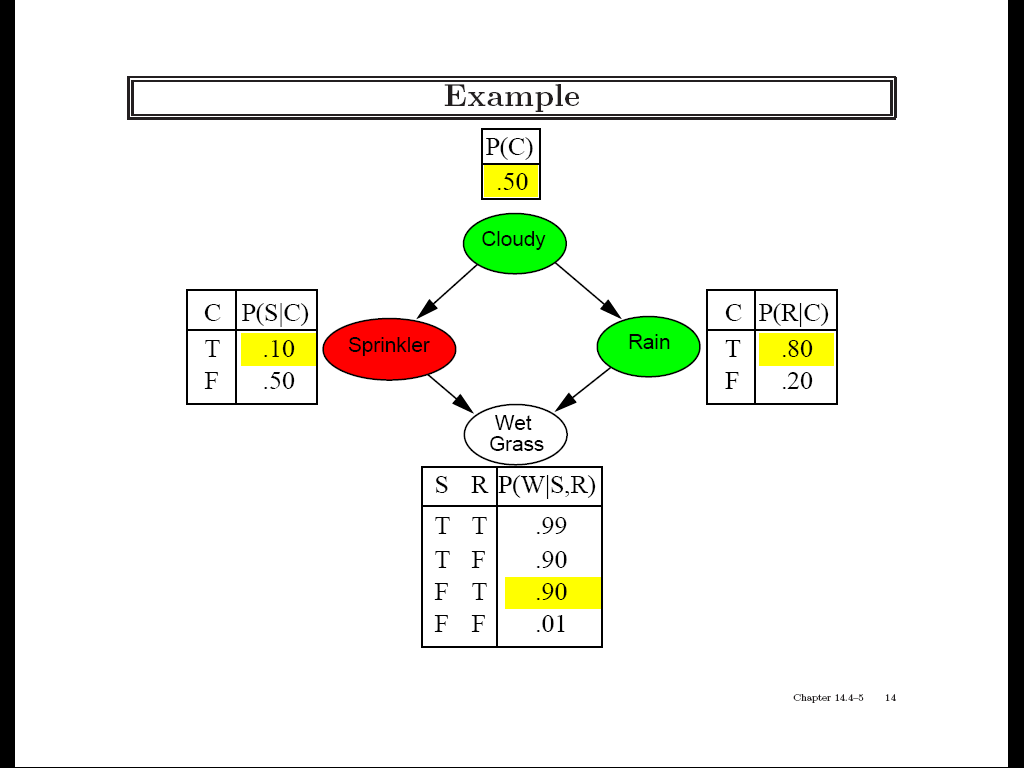 Example
P(C)
.50
Cloudy
C P(S|C)
T .10
F .50
Sprinkler
Rain
C P(R|C)
T .80
F .20
Wet
Grass
S R P(W|S,R)
T T .99
T F .90
F T .90
F F .01
Chapter 14.4–5 14